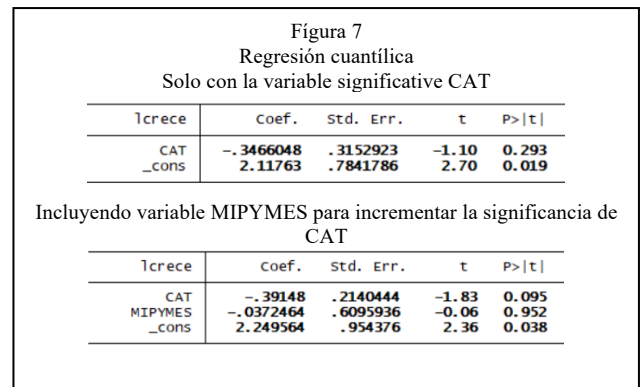 Fígura 7
Regresión cuantílica
Solo con la variable significative CAT
lcrece Coef. Std. Err. t P>|t|
CAT -.3466048 .3152923 -1.10 0.293
_cons 2.11763 .7841786 2.70 0.019
Incluyendo variable MIPYMES para incrementar la significancia de
CAT
lcrece Coef. Std. Err. t P>|t|
CAT -.39148 .2140444 -1.83 0.095
MIPYMES -.0372464 .6095936 -0.06 0.952
_cons 2.249564 .954376 2.36 0.038